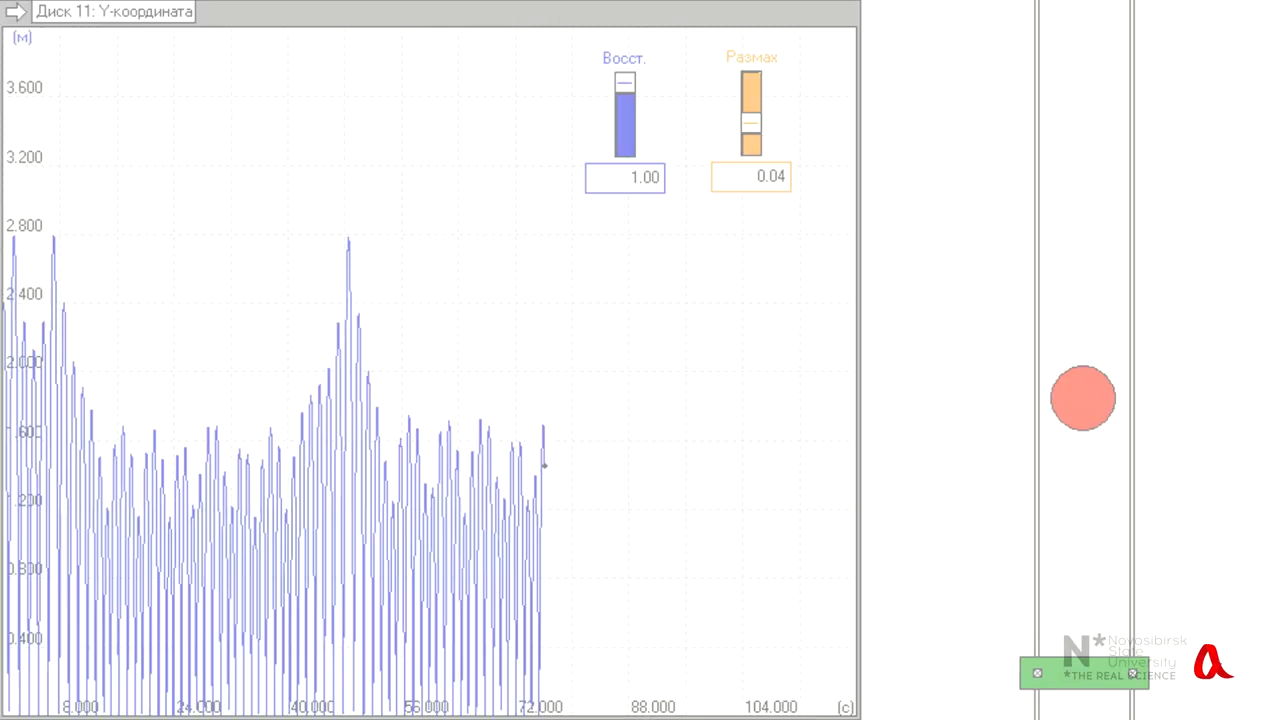 Диск 11: Y-координата
(м)
Восст.
Размах
3.600
3.200
1.00
0.04
2.800
2.400
2.000
.600
.200
0.800
0.400
8.000
24.000
40.000
56.000
72.000
88.000
104.000
(с)
N*
Novosibirsk
State
University
*THE REAL SCIENCE
a